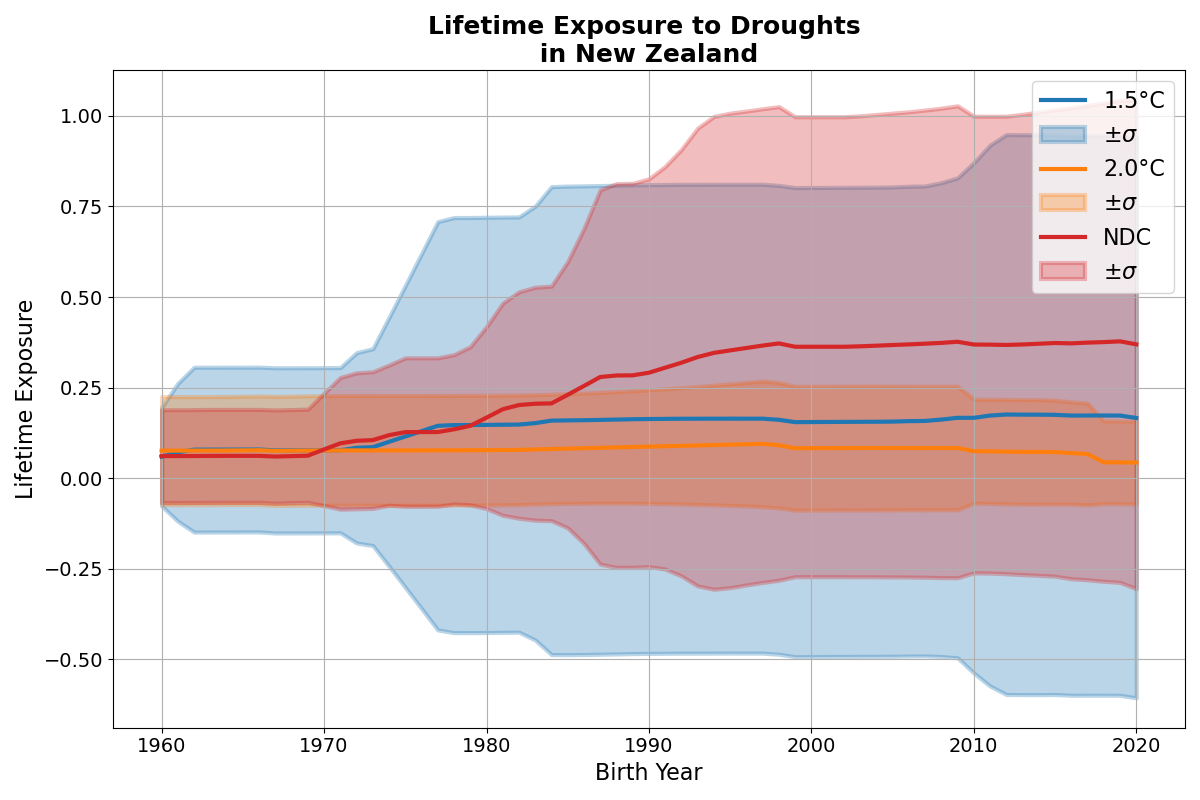 Lifetime Exposure to Droughts
in New Zealand
1.5°C
±σ
2.0°C
±σ
NDC
±σ
Lifetime Exposure
1.00
0.75
0.50
0.25
0.00
−0.25
−0.50
1960
1970
1980
1990
2000
2010
2020
Birth Year